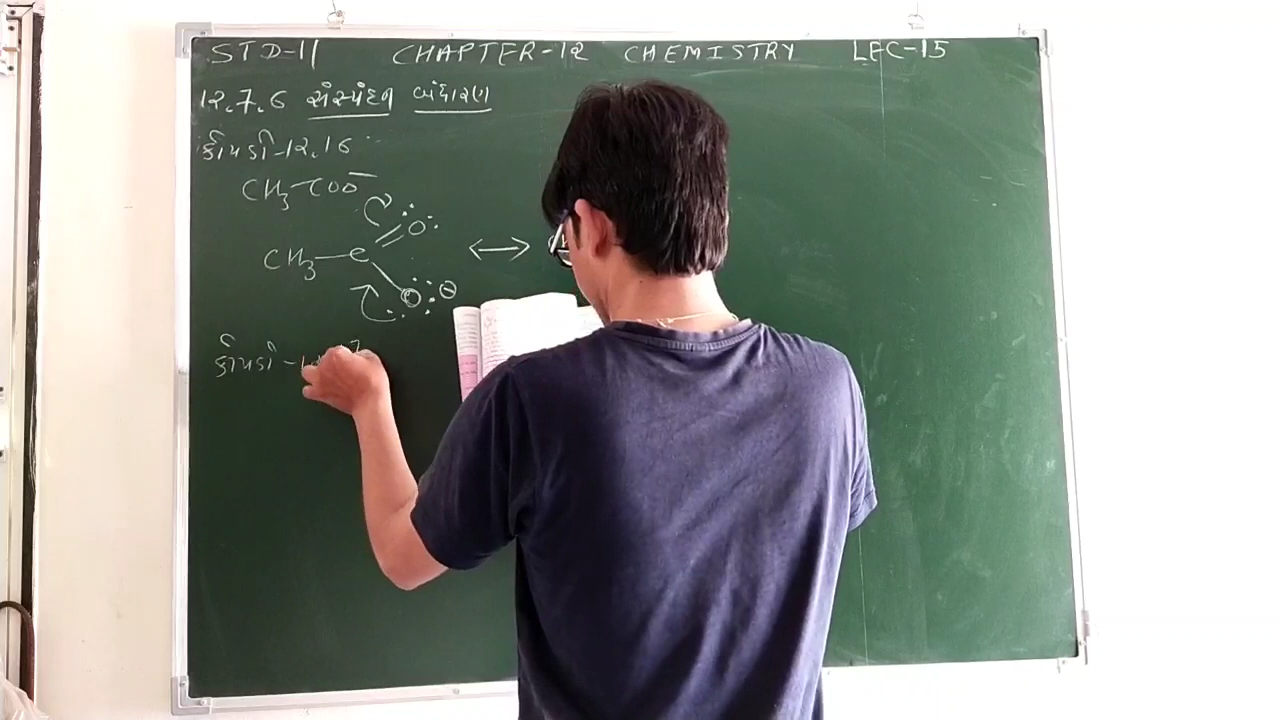 STD-11 CHAPTER-12 CHEMISTRY LEC-15
12.7.6 સંસ્પંદન બંધારણ
કોયડો-12.16
CH₃-COO⁻
O
CH₃—C ⟷
O ⊖
કોયડો -